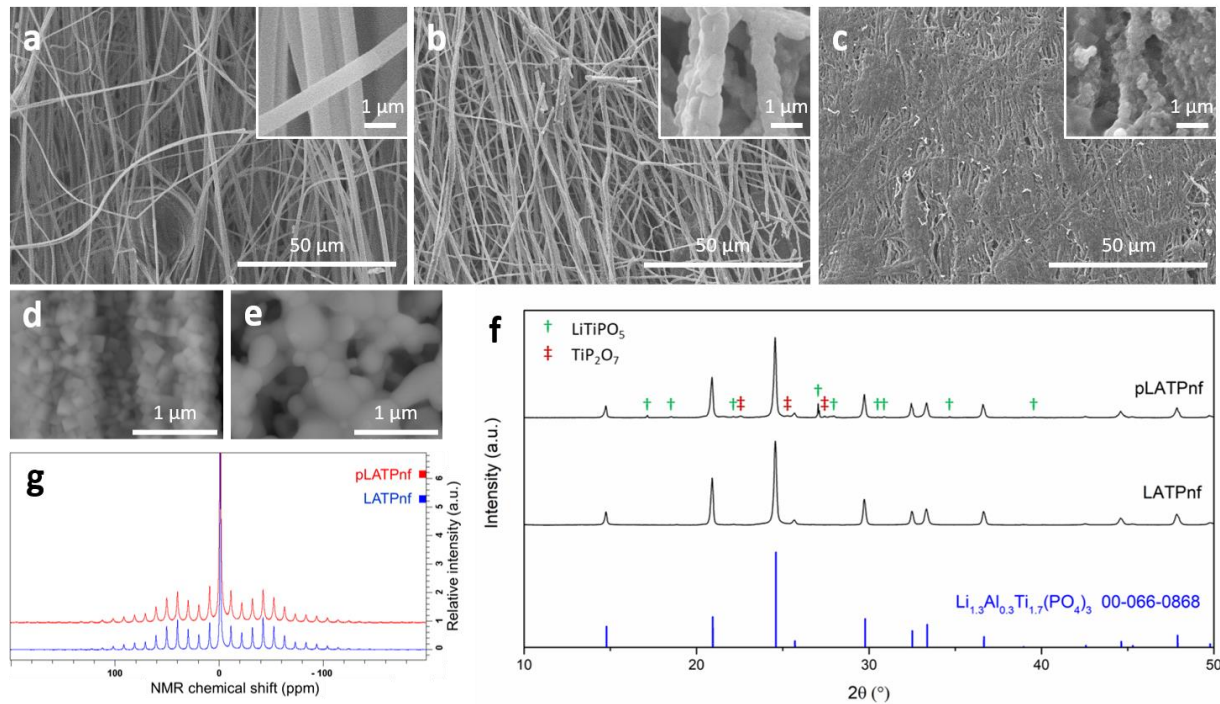 a
1 μm
50 μm
b
1 μm
50 μm
c
1 μm
50 μm
d
1 μm
e
1 μm
f
† LiTiPO₅
‡ TiP₂O₇
† † † ‡ ‡ † ‡ † † † † †
pLATPnf
LATPnf
Li₁.₃Al₀.₃Ti₁.₇(PO₄)₃ 00-066-0868
Intensity (a.u.)
10 20 30 40 50
2θ (°)
g
pLATPnf
LATPnf
6
5
4
3
2
1
0
Relative intensity (a.u.)
100 0 - 100
NMR chemical shift (ppm)